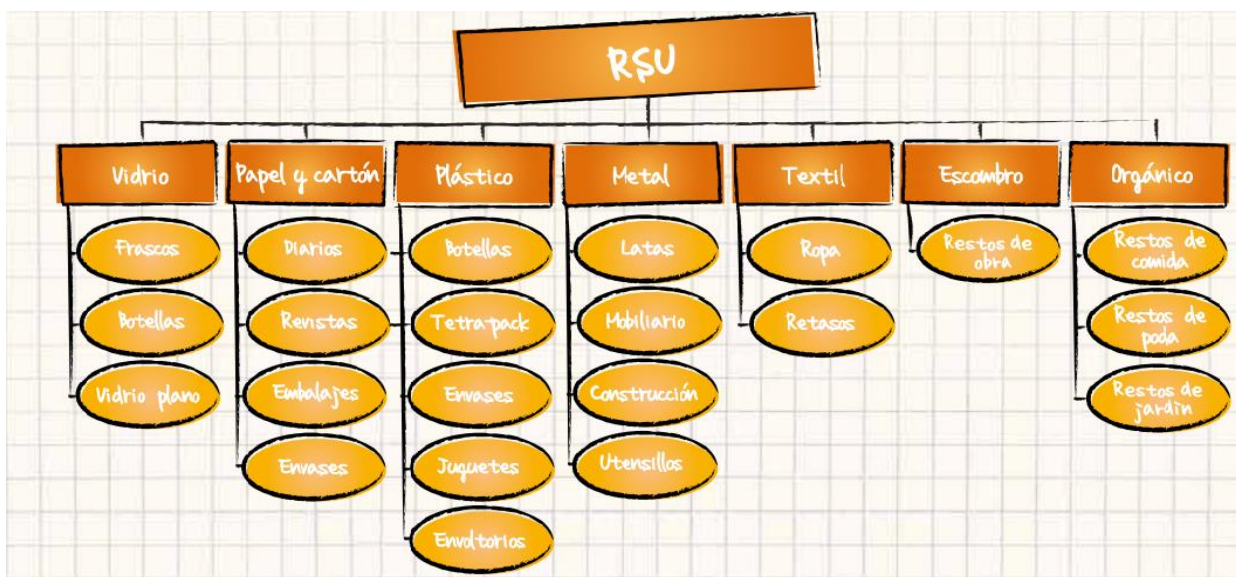 RSU
Vidrio
Papel y cartón
Plástico
Metal
Textil
Escombro
Orgánico
Frascos
Botellas
Vidrio plano
Diarios
Revistas
Embalajes
Envases
Botellas
Tetrapack
Envases
Juguetes
Envoltorios
Latas
Mobiliario
Construcción
Utensillos
Ropa
Retasos
Restos de
obra
Restos de
comida
Restos de
poda
Restos de
jardín